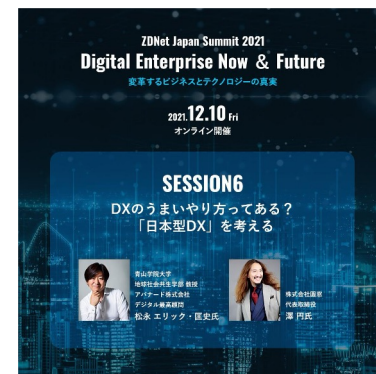 ZDNet Japan Summit 2021
Digital Enterprise Now & Future
変革するビジネスとテクノロジーの真実
2021.12.10 Fri
オンライン開催
SESSION6
DXのうまいやり方ってある？
「日本型DX」を考える
青山学院大学
地球社会共生学部 教授
アバナード株式会社
デジタル最高顧問
松永 エリック・匡史氏
株式会社圓窓
代表取締役
澤 円氏